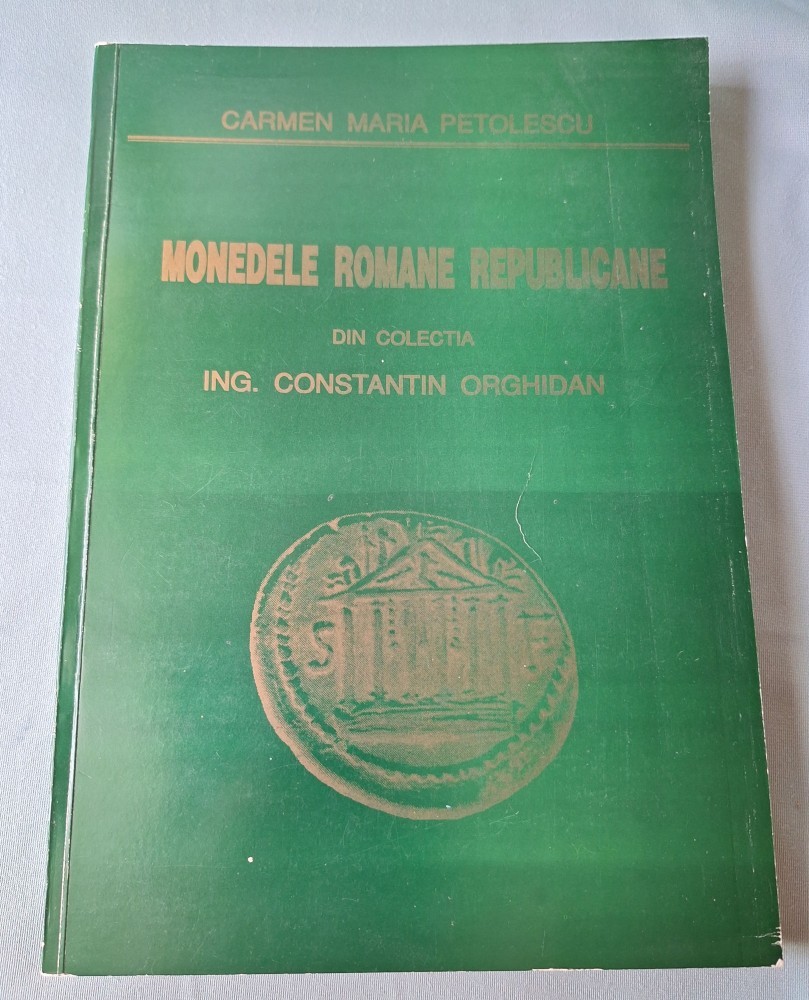 CARMEN MARIA PETOLESCU
MONEDELE ROMANE REPUBLICANE
DIN COLECTIA
ING. CONSTANTIN ORGHIDAN
S